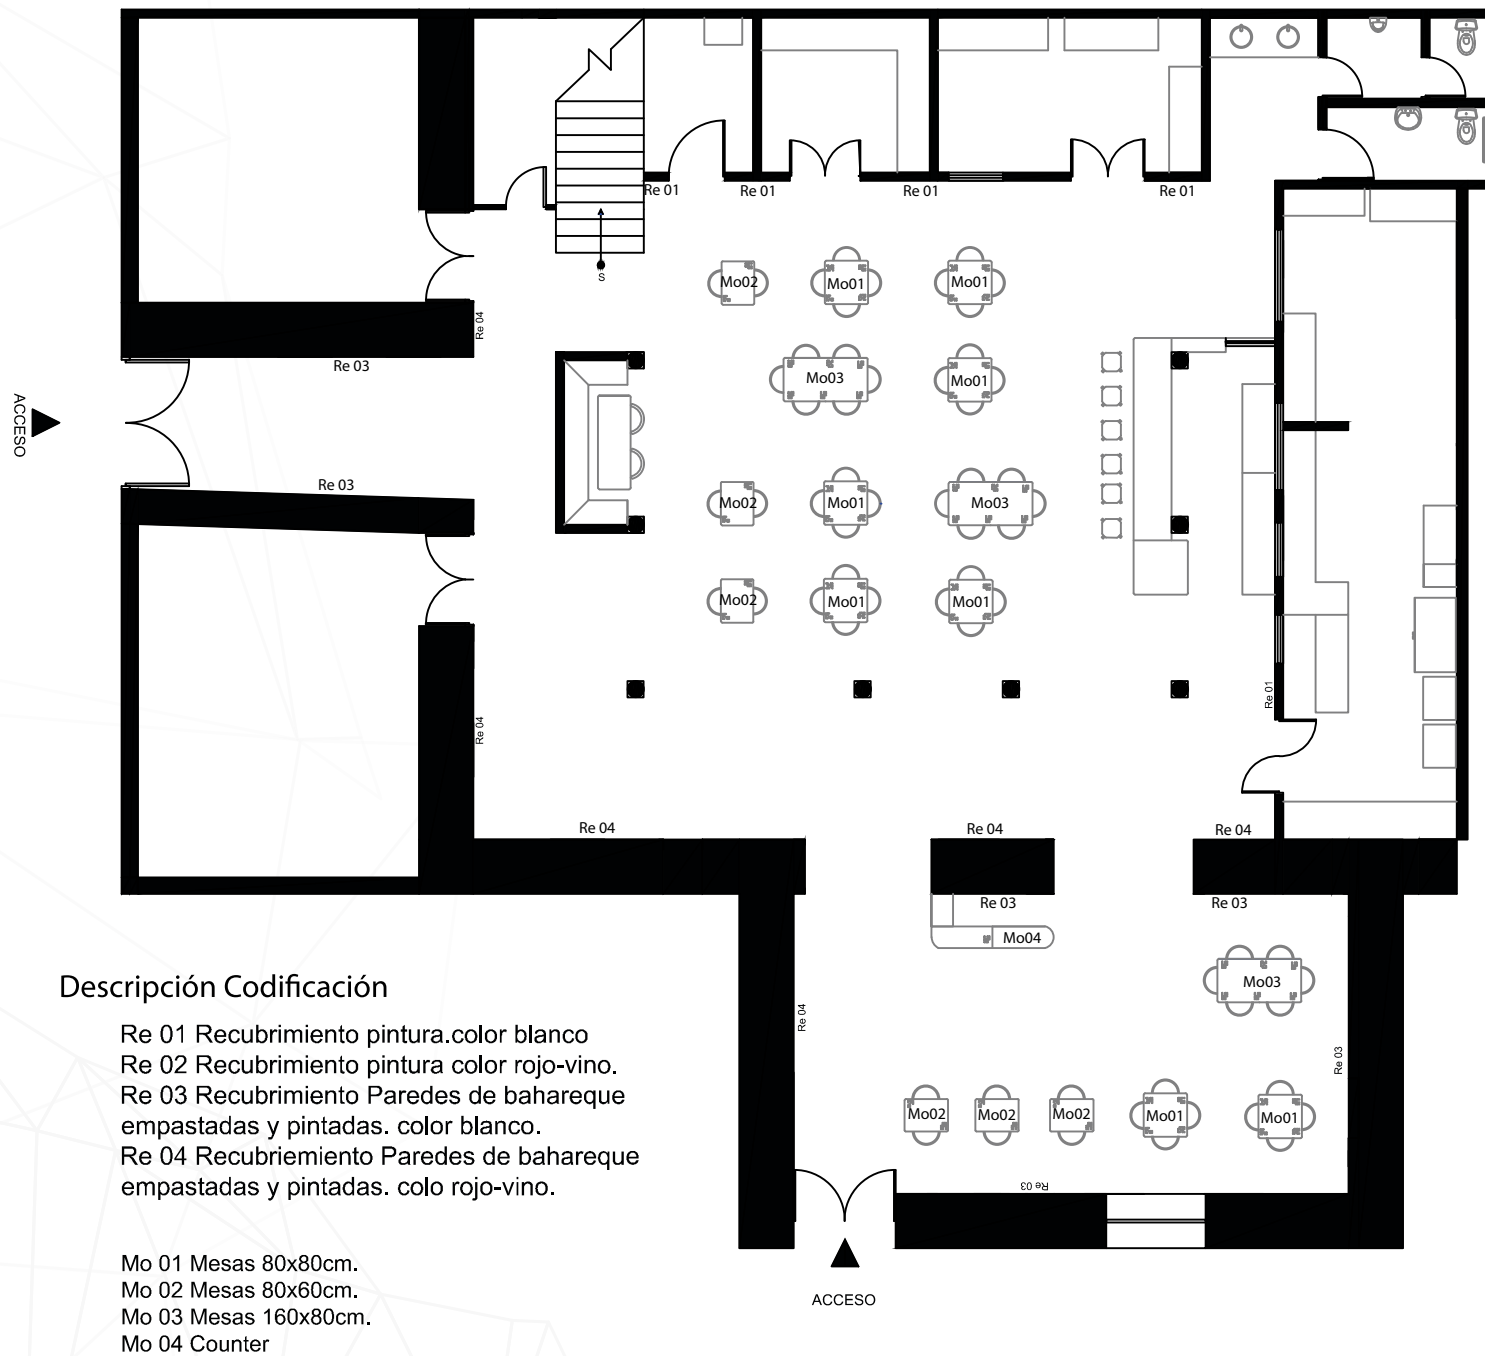 Re 01
Re 01
Re 01
Re 01
S
Mo02
Mo01
Mo01
Re 04
Re 03
Mo03
Mo01
ACCESO
Re 03
Mo02
Mo01
Mo03
Mo02
Mo01
Mo01
Re 01
Re 04
Re 04
Re 04
Re 04
Re 03
Re 03
Mo04
Mo03
Re 04
Re 03
Mo02
Mo02
Mo02
Mo01
Mo01
Re 03
ACCESO
Descripción Codificación
Re 01 Recubrimiento pintura.color blanco
Re 02 Recubrimiento pintura color rojo-vino.
Re 03 Recubrimiento Paredes de bahareque
empastadas y pintadas. color blanco.
Re 04 Recubriemiento Paredes de bahareque
empastadas y pintadas. colo rojo-vino.
Mo 01 Mesas 80x80cm.
Mo 02 Mesas 80x60cm.
Mo 03 Mesas 160x80cm.
Mo 04 Counter